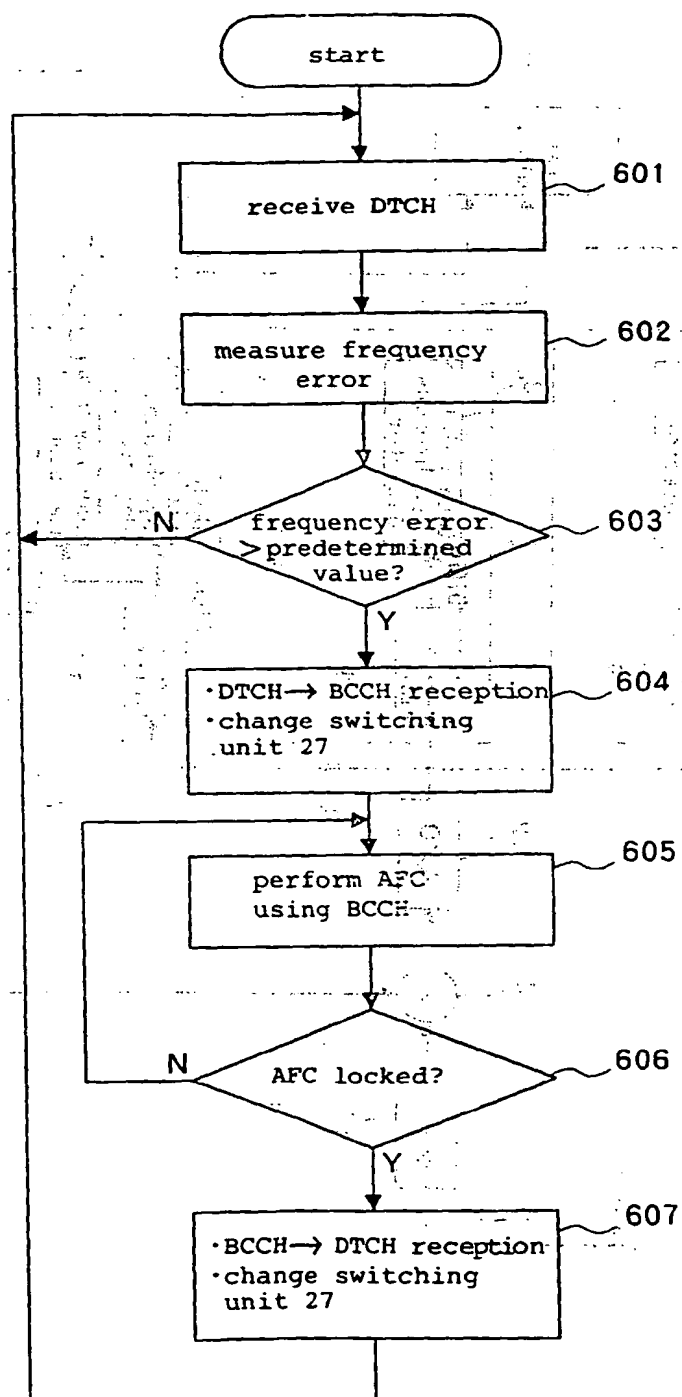 start
receive DTCH
601
measure frequency
error
602
N
frequency error
>predetermined
value?
603
Y
·DTCH→ BCCH reception
·change switching
unit 27
604
perform AFC
using BCCH
605
N
AFC locked?
606
Y
·BCCH→ DTCH reception
·change switching
unit 27
607